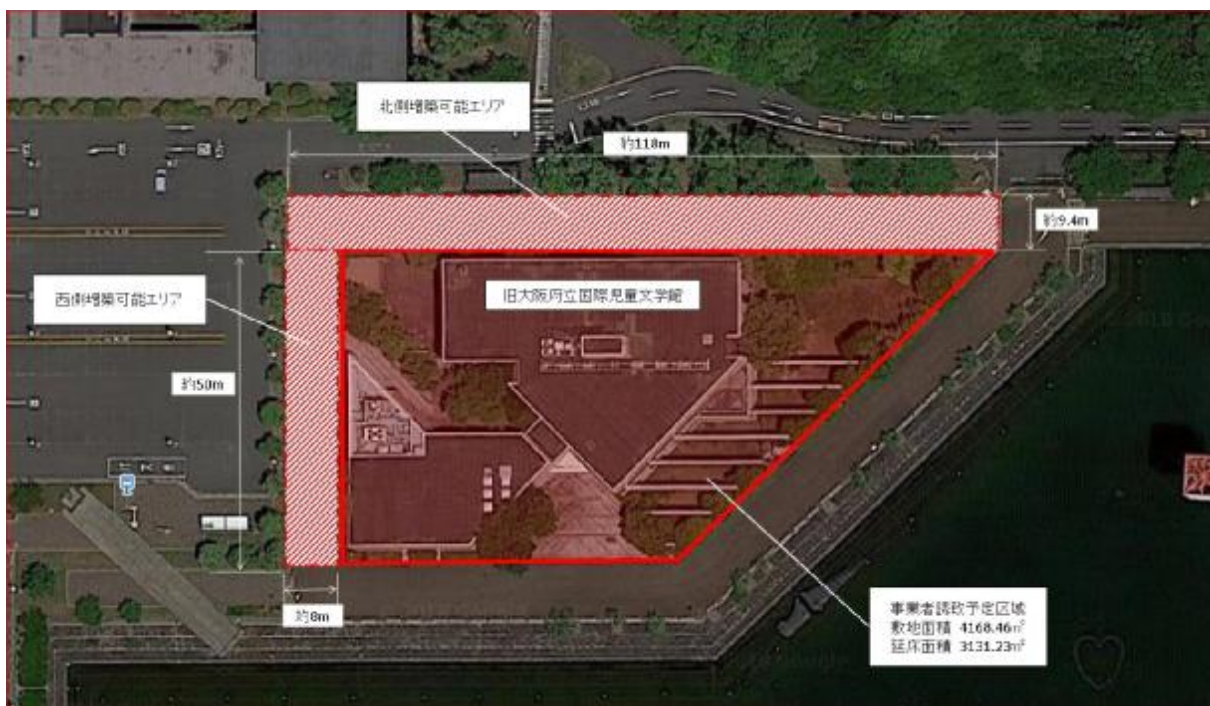 北側増築可能エリア
約118m
約9.4m
西側増築可能エリア
旧大阪府立国際児童文学館
約50m
約8m
事業者誘致予定区域
敷地面積 4168.46㎡
延床面積 3131.23㎡